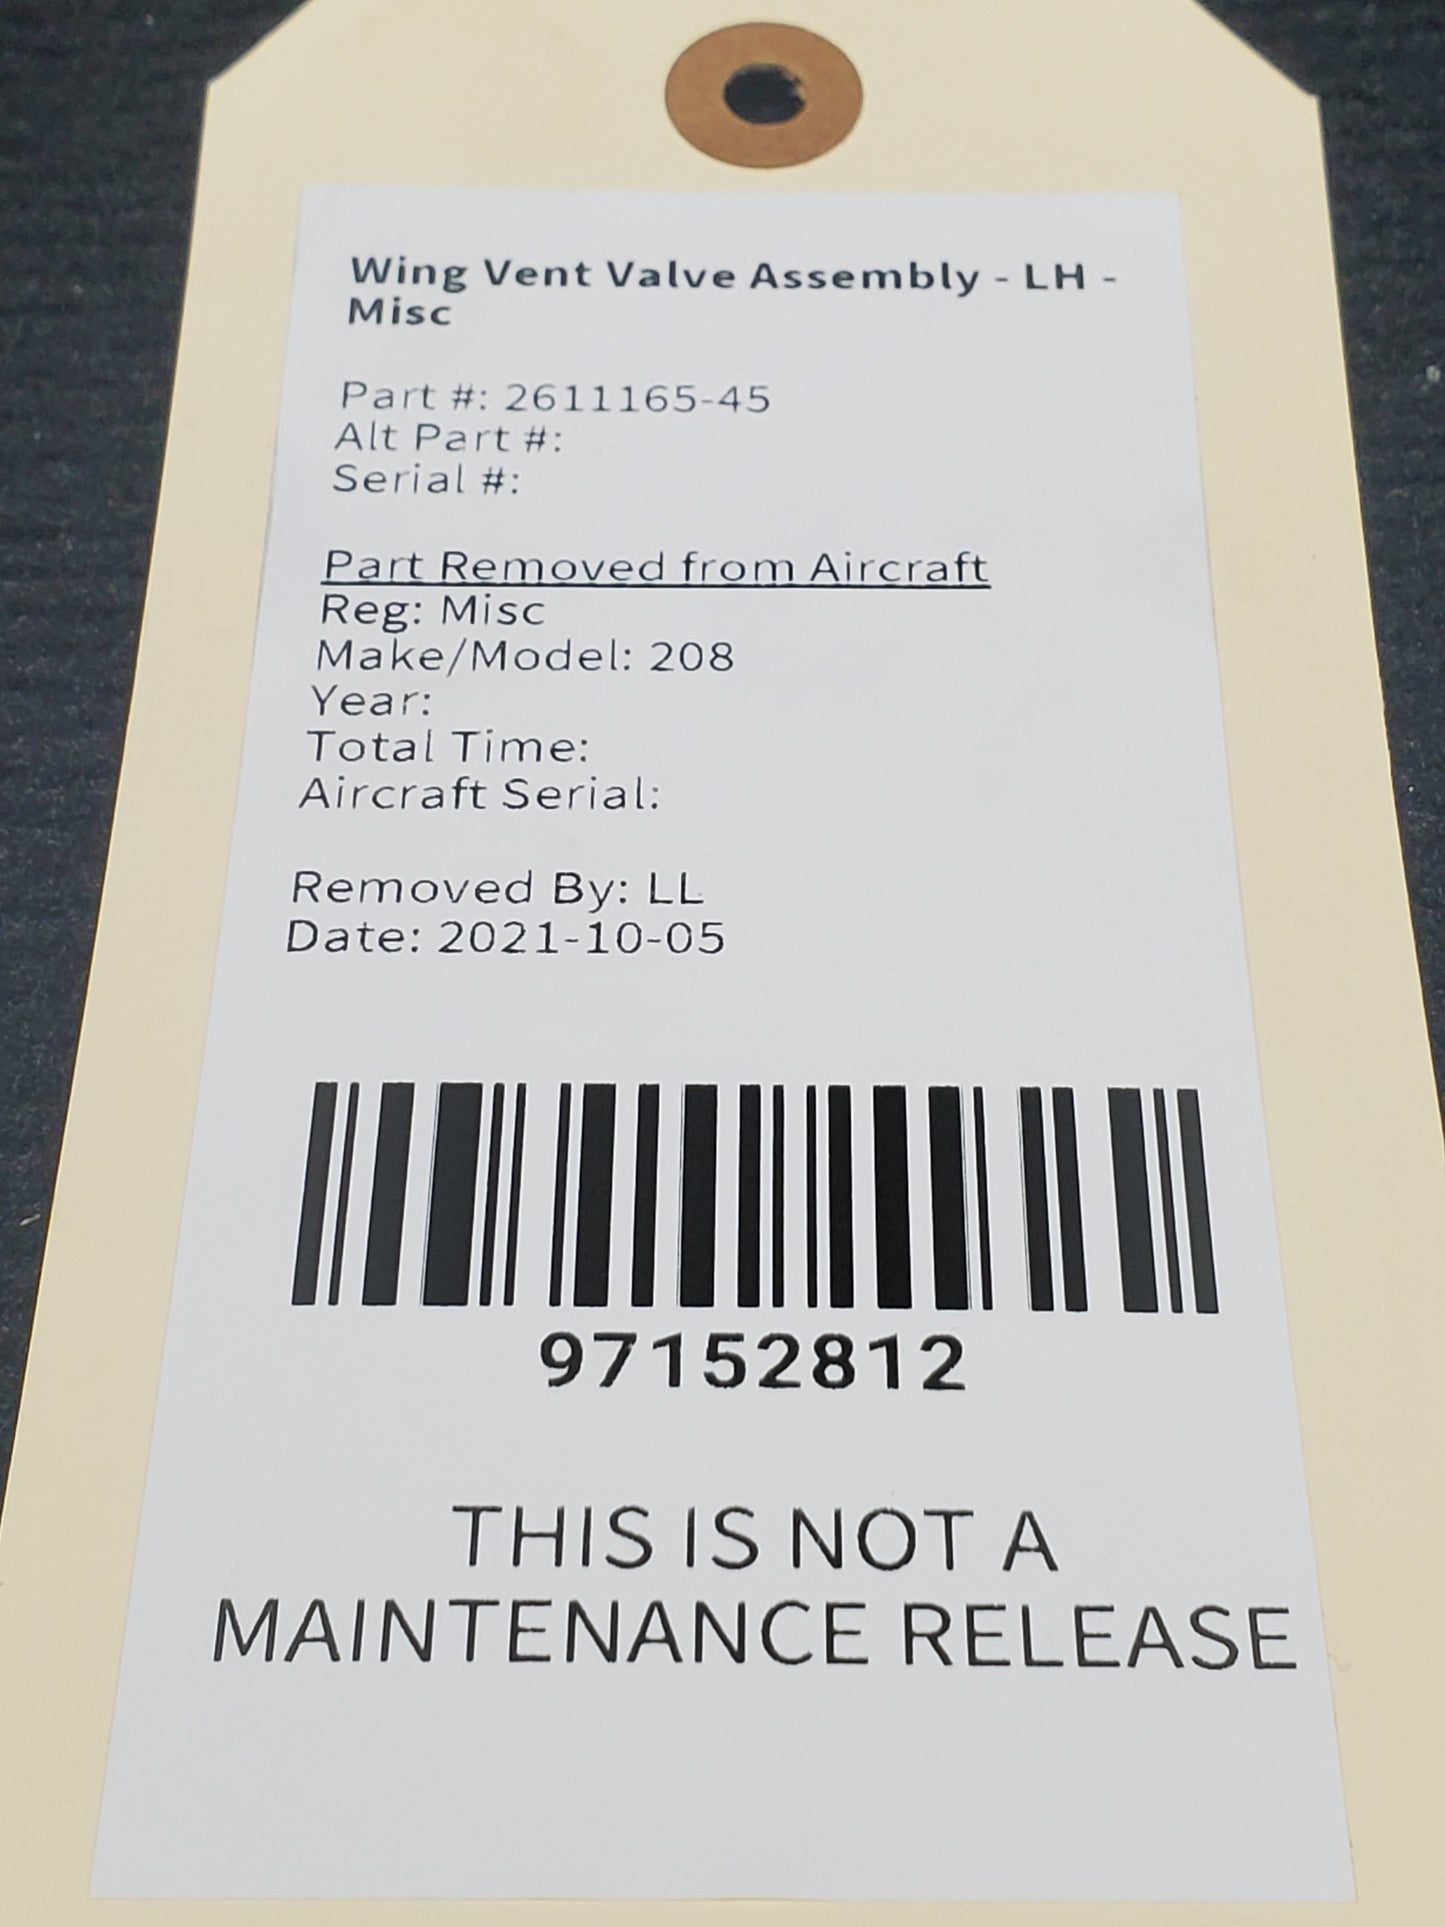 Wing Vent Valve Assembly - LH -
Misc
Part #: 2611165-45
Alt Part #:
Serial #:
Part Removed from Aircraft
Reg: Misc
Make/Model: 208
Year:
Total Time:
Aircraft Serial:
Removed By: LL
Date: 2021-10-05
97152812
THIS IS NOT A
MAINTENANCE RELEASE